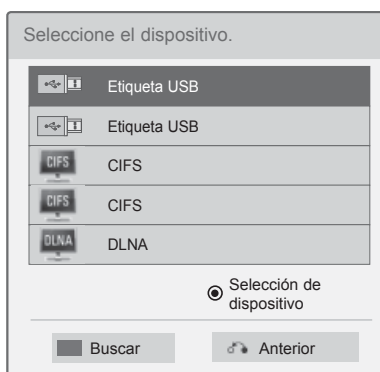 Seleccione el dispositivo.
Etiqueta USB
Etiqueta USB
CIFS CIFS
CIFS CIFS
DLNA DLNA
Selección de
dispositivo
Buscar Anterior